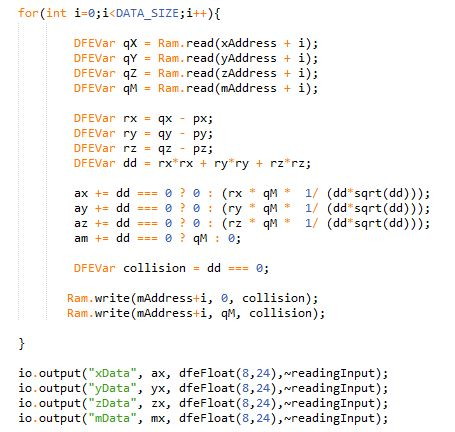 for(int i=0;i<DATA_SIZE;i++){
DFEVar qX = Ram.read(xAddress + i);
DFEVar qY = Ram.read(yAddress + i);
DFEVar qZ = Ram.read(zAddress + i);
DFEVar qM = Ram.read(mAddress + i);
DFEVar rx = qx - px;
DFEVar ry = qy - py;
DFEVar rz = qz - pz;
DFEVar dd = rx*rx + ry*ry + rz*rz;
ax += dd === 0 ? 0 : (rx * qM * 1/ (dd*sqrt(dd)));
ay += dd === 0 ? 0 : (ry * qM * 1/ (dd*sqrt(dd)));
az += dd === 0 ? 0 : (rz * qM * 1/ (dd*sqrt(dd)));
am += dd === 0 ? qM : 0;
DFEVar collision = dd === 0;
Ram.write(mAddress+i, 0, collision);
Ram.write(mAddress+i, qM, collision);
}
io.output("xData", ax, dfeFloat(8,24),~readingInput);
io.output("yData", yx, dfeFloat(8,24),~readingInput);
io.output("zData", zx, dfeFloat(8,24),~readingInput);
io.output("mData", mx, dfeFloat(8,24),~readingInput);